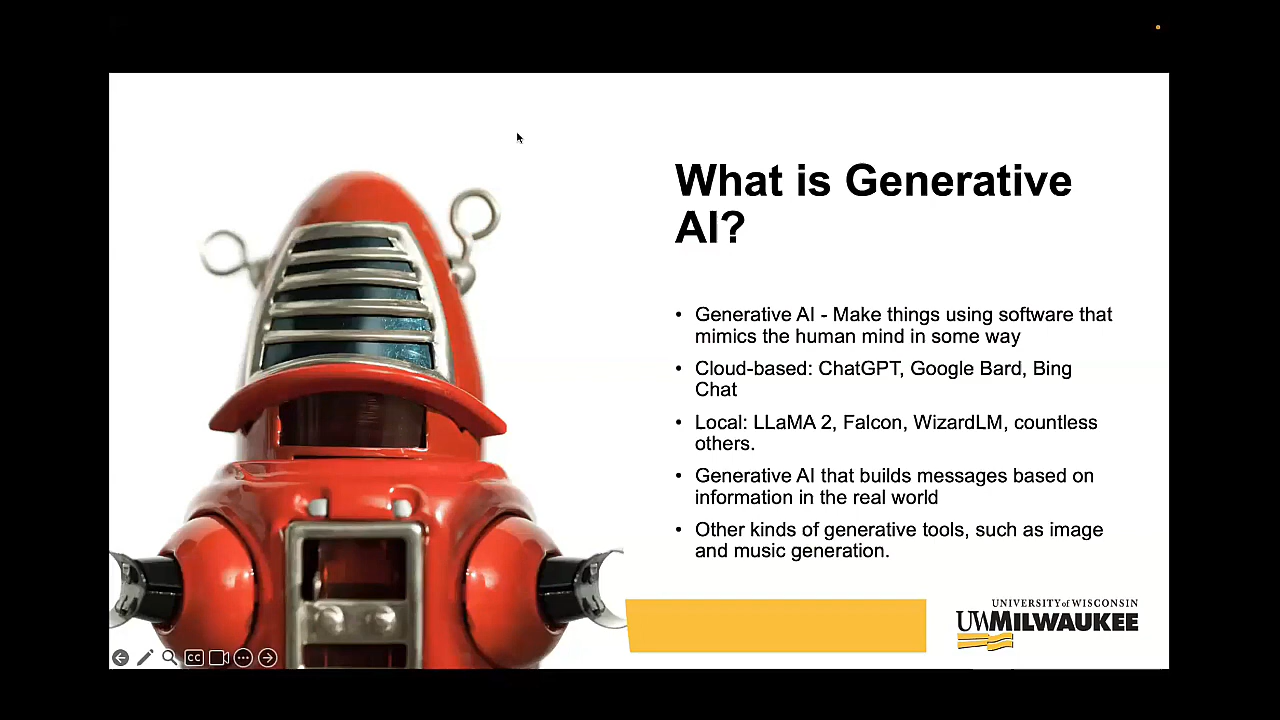 What is Generative
AI?
• Generative AI - Make things using software that
mimics the human mind in some way
• Cloud-based: ChatGPT, Google Bard, Bing
Chat
• Local: LLaMA 2, Falcon, WizardLM, countless
others.
• Generative AI that builds messages based on
information in the real world
• Other kinds of generative tools, such as image
and music generation.
UNIVERSITY of WISCONSIN
UWMILWAUKEE
CC